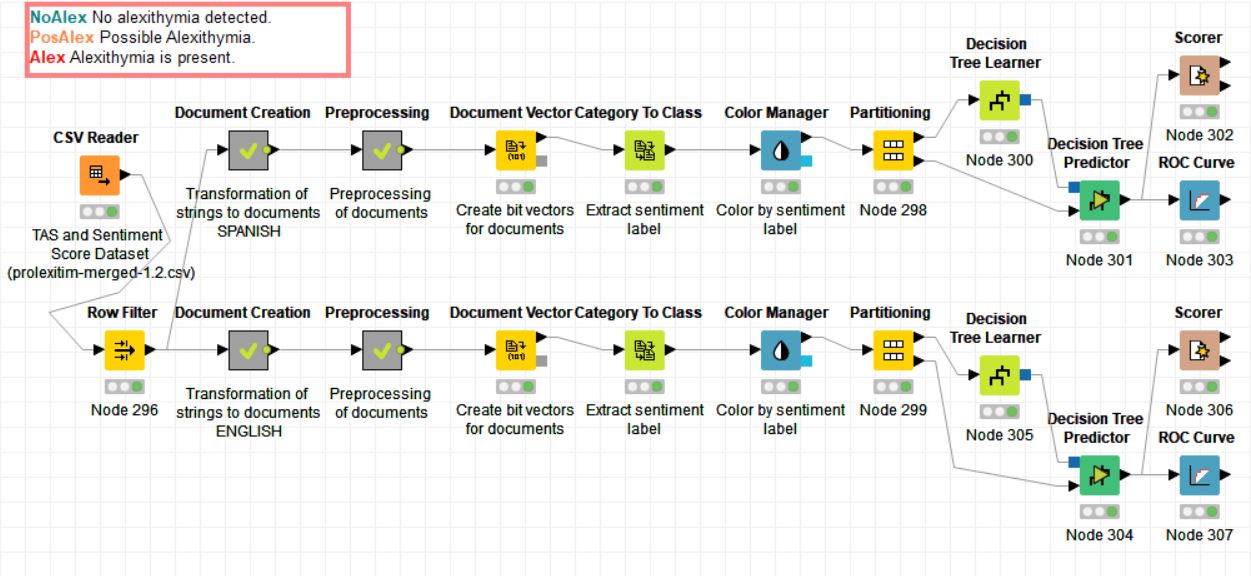 NoAlex No alexithymia detected.
PosAlex Possible Alexithymia.
Alex Alexithymia is present.
CSV Reader
TAS and Sentiment
Score Dataset
(prolexitim-merged-1.2.csv)
Row Filter
Node 296
Document Creation
Transformation of
strings to documents
SPANISH
Preprocessing
Preprocessing
of documents
Document Vector
Create bit vectors
for documents
Category To Class
Extract sentiment
label
Color Manager
Color by sentiment
label
Partitioning
Node 298
Decision
Tree Learner
Node 300
Decision Tree
Predictor
Node 301
Scorer
Node 302
ROC Curve
Node 303
Document Creation
Transformation of
strings to documents
ENGLISH
Preprocessing
Preprocessing
of documents
Document Vector
Create bit vectors
for documents
Category To Class
Extract sentiment
label
Color Manager
Color by sentiment
label
Partitioning
Node 299
Decision
Tree Learner
Node 305
Decision Tree
Predictor
Node 304
Scorer
Node 306
ROC Curve
Node 307